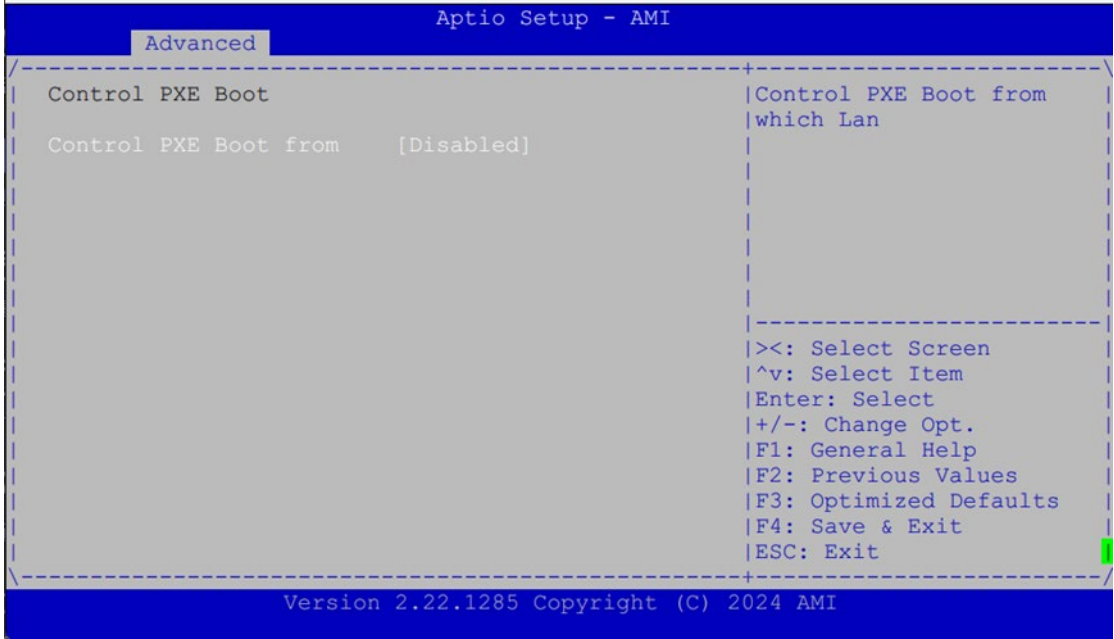 Aptio Setup - AMI
Advanced
Control PXE Boot
Control PXE Boot from [Disabled]
Control PXE Boot from
which Lan
><: Select Screen
^v: Select Item
Enter: Select
+/-: Change Opt.
F1: General Help
F2: Previous Values
F3: Optimized Defaults
F4: Save & Exit
ESC: Exit
Version 2.22.1285 Copyright (C) 2024 AMI